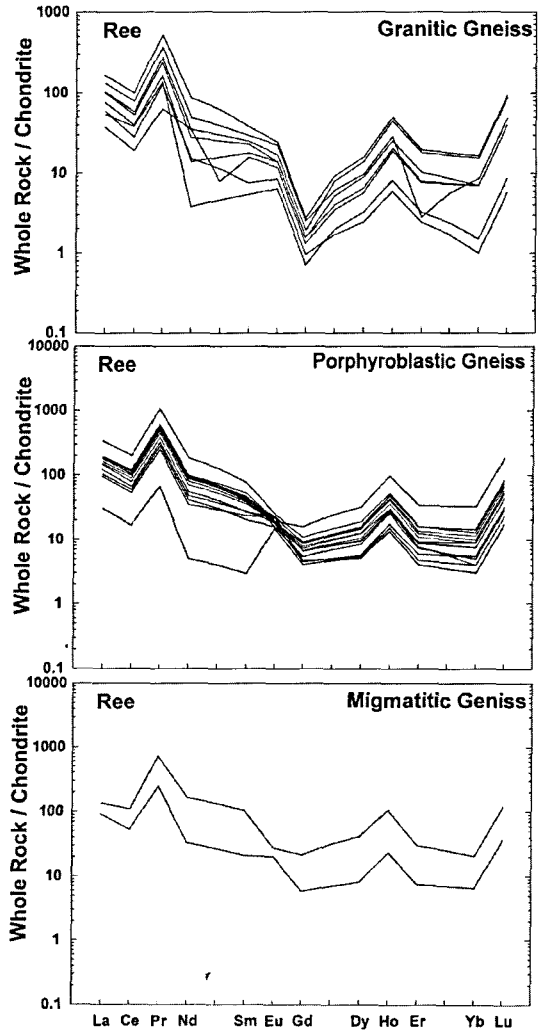 1000
Ree
Granitic Gneiss
100
10
1
0.1
Whole Rock / Chondrite
10000
Ree
Porphyroblastic Gneiss
1000
100
10
1
0.1
Whole Rock / Chondrite
10000
Ree
Migmatitic Geniss
1000
100
10
1
0.1
Whole Rock / Chondrite
La Ce Pr Nd Sm Eu Gd Dy Ho Er Yb Lu